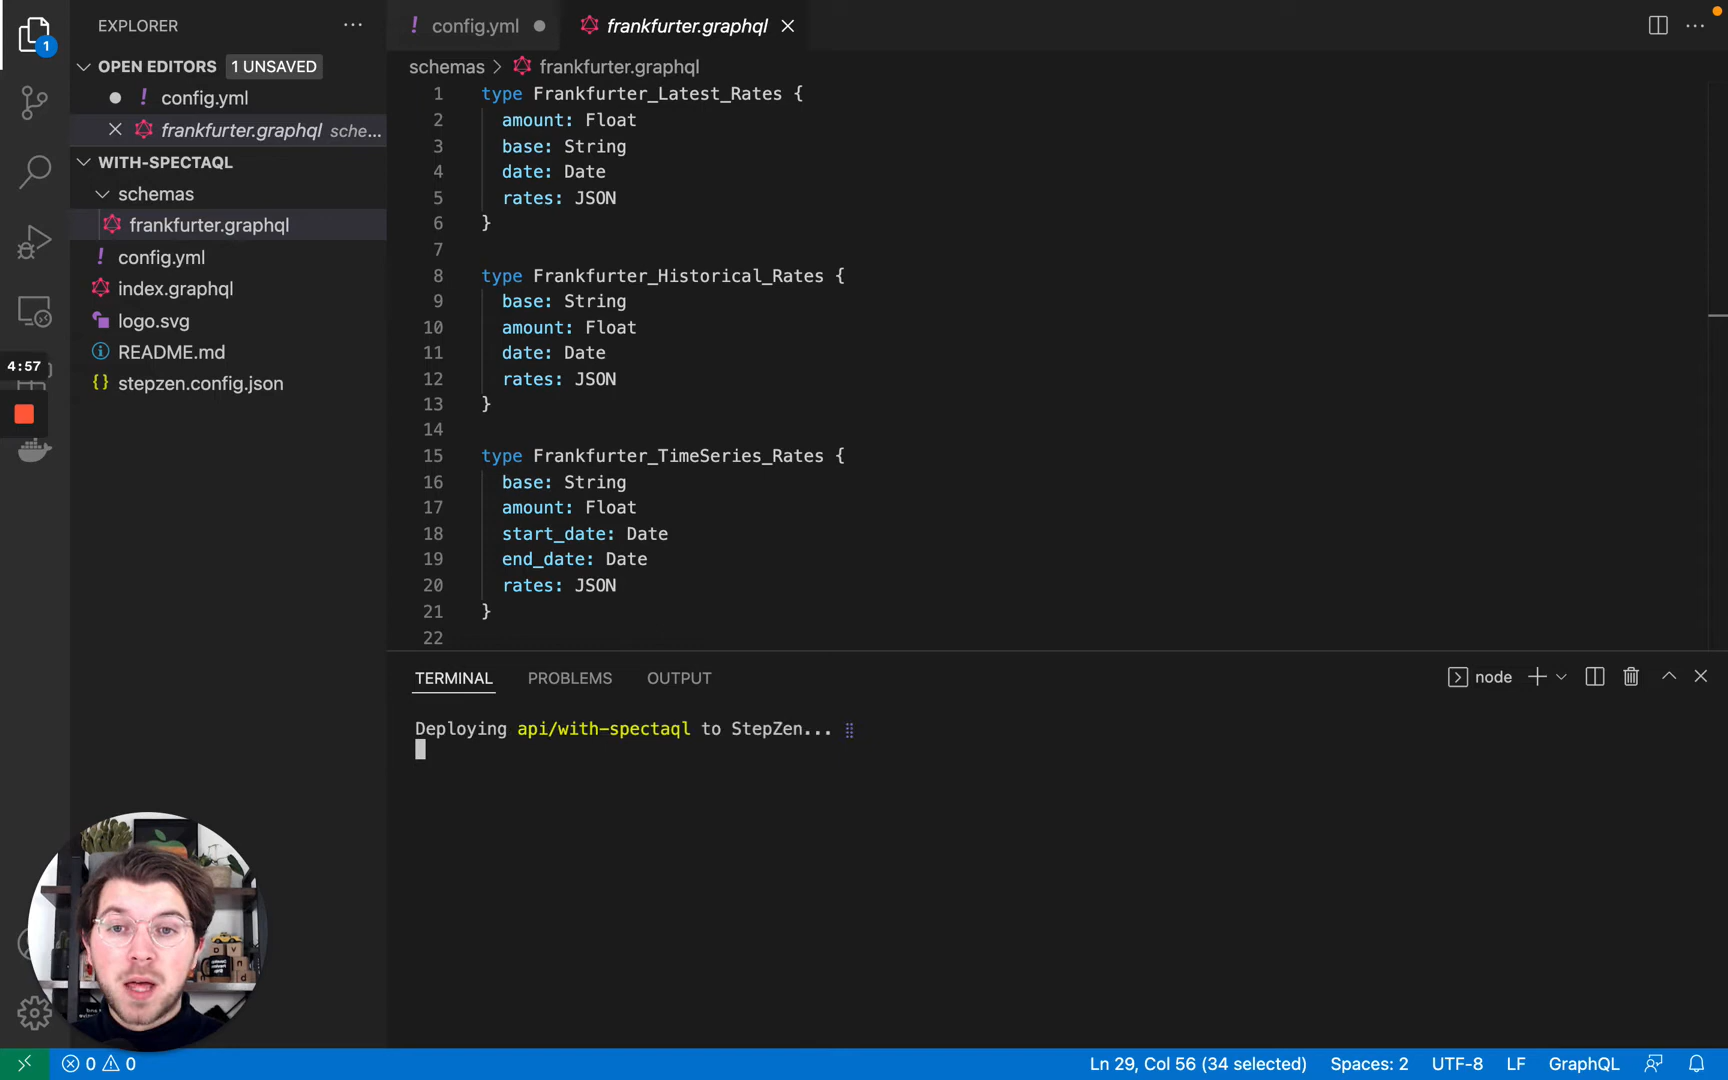 EXPLORER
config.yml
frankfurter.graphql
OPEN EDITORS 1 UNSAVED
schemas frankfurter.graphql
config.yml
frankfurter.graphql sche...
WITH-SPECTAQL
schemas
frankfurter.graphql
config.yml
index.graphql
logo.svg
README.md
stepzen.config.json
1
4:57
1 type Frankfurter_Latest_Rates {
2 amount: Float
3 base: String
4 date: Date
5 rates: JSON
6 }
7
8 type Frankfurter_Historical_Rates {
9 base: String
10 amount: Float
11 date: Date
12 rates: JSON
13 }
14
15 type Frankfurter_TimeSeries_Rates {
16 base: String
17 amount: Float
18 start_date: Date
19 end_date: Date
20 rates: JSON
21 }
22
TERMINAL PROBLEMS OUTPUT
node
Deploying api/with-spectaql to StepZen...
0 0
Ln 29, Col 56 (34 selected) Spaces: 2 UTF-8 LF GraphQL